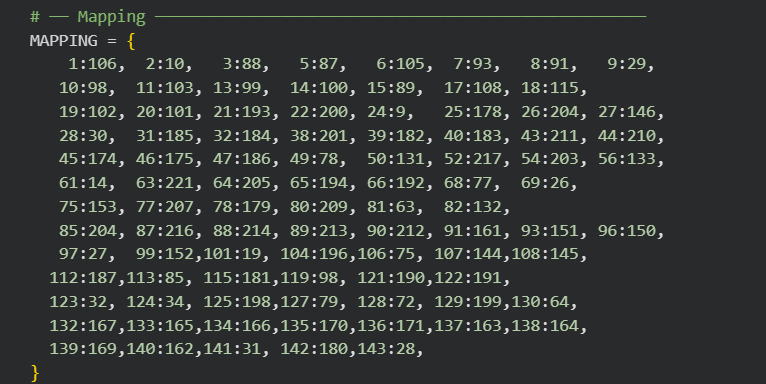 # —— Mapping ——————————————————————————————————————————————————
MAPPING = {
1:106, 2:10, 3:88, 5:87, 6:105, 7:93, 8:91, 9:29,
10:98, 11:103, 13:99, 14:100, 15:89, 17:108, 18:115,
19:102, 20:101, 21:193, 22:200, 24:9, 25:178, 26:204, 27:146,
28:30, 31:185, 32:184, 38:201, 39:182, 40:183, 43:211, 44:210,
45:174, 46:175, 47:186, 49:78, 50:131, 52:217, 54:203, 56:133,
61:14, 63:221, 64:205, 65:194, 66:192, 68:77, 69:26,
75:153, 77:207, 78:179, 80:209, 81:63, 82:132,
85:204, 87:216, 88:214, 89:213, 90:212, 91:161, 93:151, 96:150,
97:27, 99:152,101:19, 104:196,106:75, 107:144,108:145,
112:187,113:85, 115:181,119:98, 121:190,122:191,
123:32, 124:34, 125:198,127:79, 128:72, 129:199,130:64,
132:167,133:165,134:166,135:170,136:171,137:163,138:164,
139:169,140:162,141:31, 142:180,143:28,
}